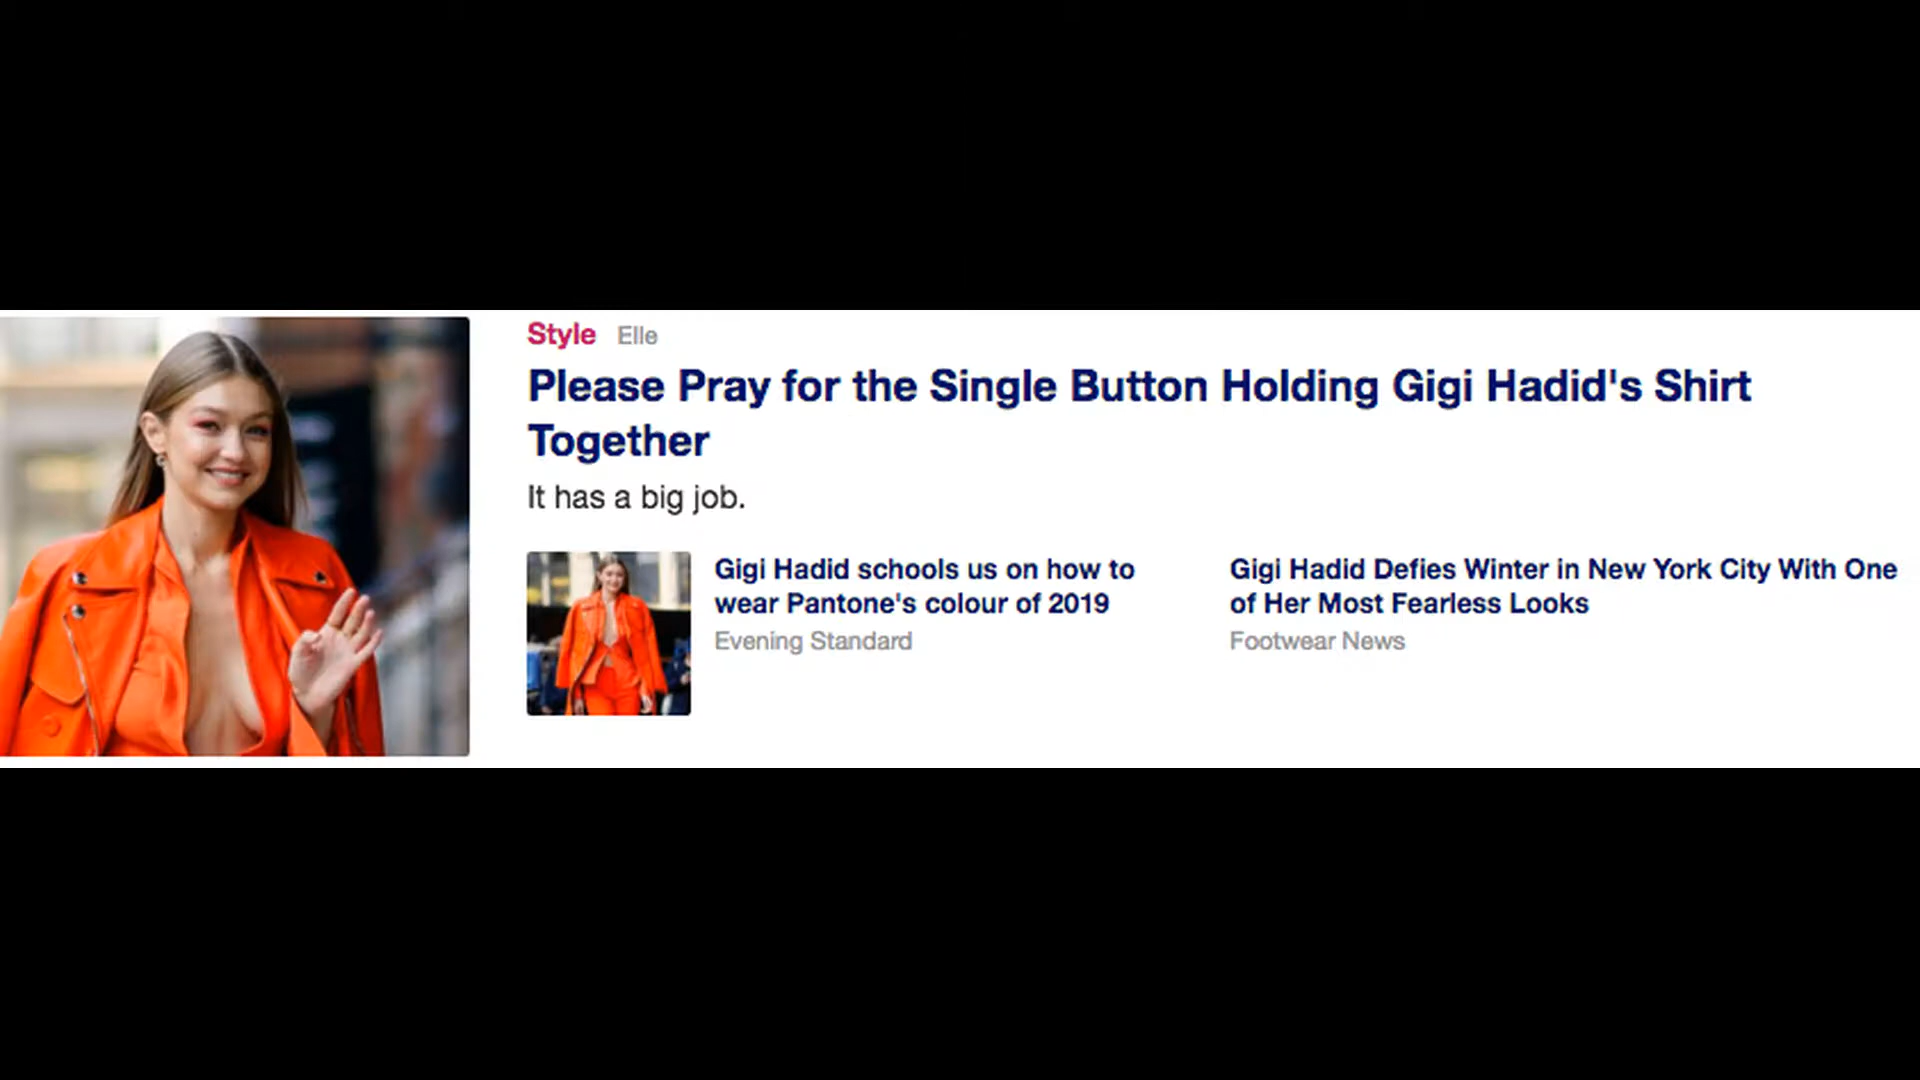 Style Elle
Please Pray for the Single Button Holding Gigi Hadid's Shirt
Together
It has a big job.
Gigi Hadid schools us on how to
wear Pantone's colour of 2019
Evening Standard
Gigi Hadid Defies Winter in New York City With One
of Her Most Fearless Looks
Footwear News